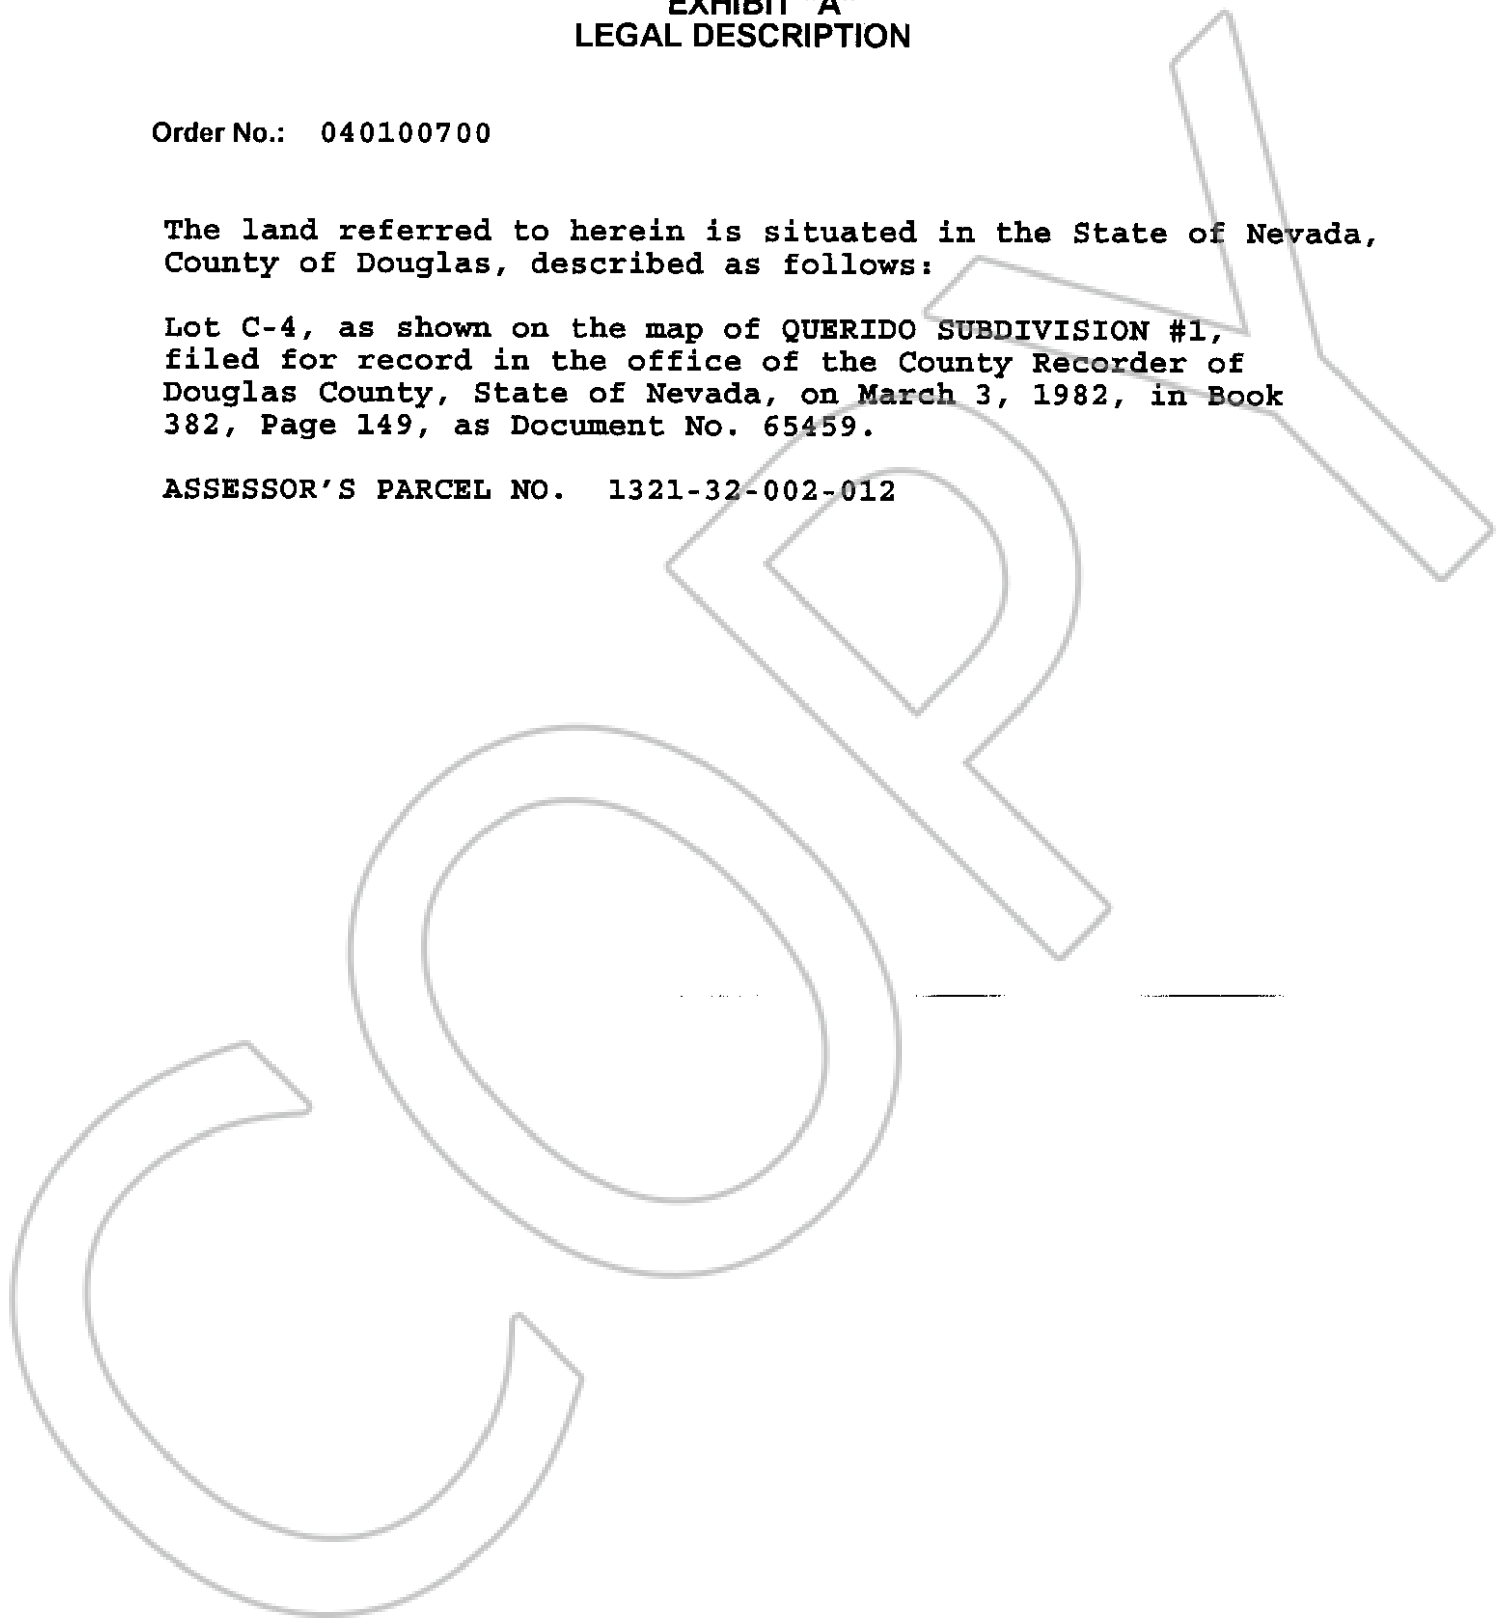 EXHIBIT "A"
LEGAL DESCRIPTION
Order No.: 040100700
The land referred to herein is situated in the State of Nevada,
County of Douglas, described as follows:
Lot C-4, as shown on the map of QUERIDO SUBDIVISION #1,
filed for record in the office of the County Recorder of
Douglas County, State of Nevada, on March 3, 1982, in Book
382, Page 149, as Document No. 65459.
ASSESSOR'S PARCEL NO. 1321-32-002-012
COPY